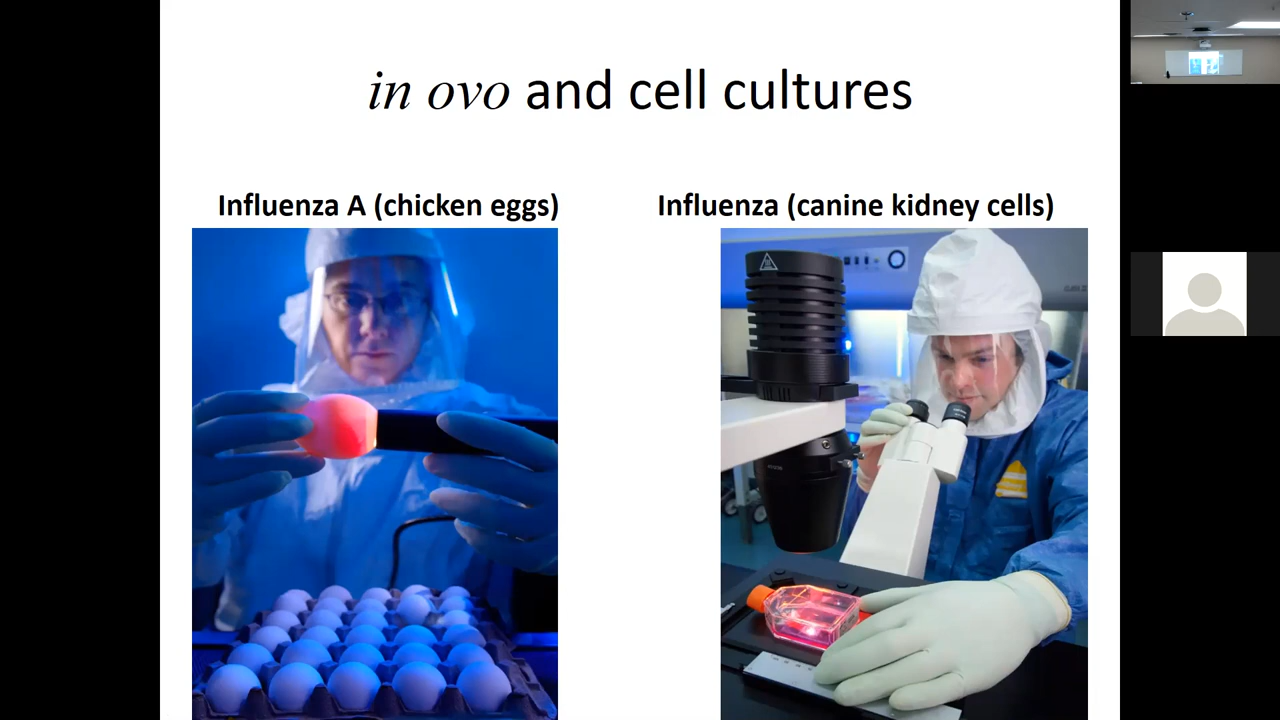 in ovo and cell cultures
Influenza A (chicken eggs)
Influenza (canine kidney cells)